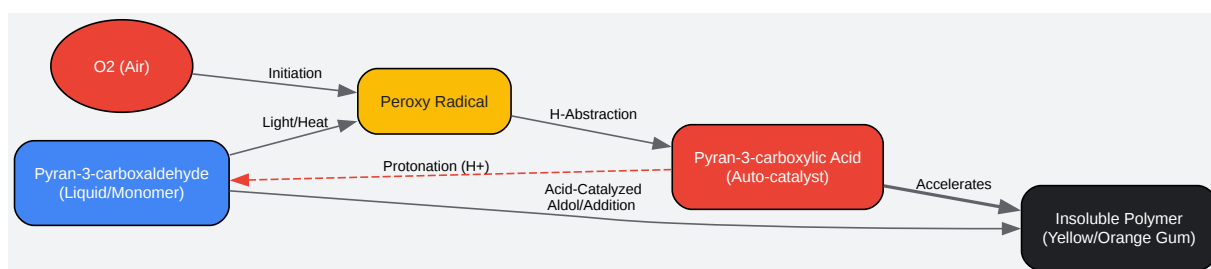 O2 (Air)
Initiation
Peroxy Radical
Light/Heat
H-Abstraction
Pyran-3-carboxaldehyde
(Liquid/Monomer)
Protonation (H+)
Pyran-3-carboxylic Acid
(Auto-catalyst)
Acid-Catalyzed
Aldol/Addition
Accelerates
Insoluble Polymer
(Yellow/Orange Gum)